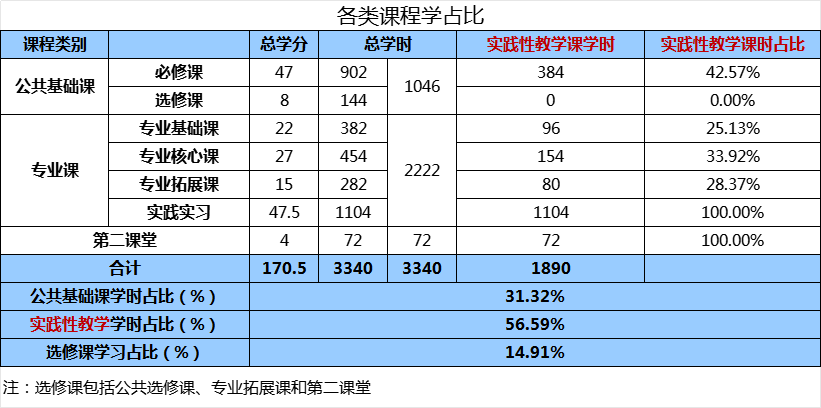 各类课程学占比
课程类别 总学分 总学时 实践性教学课学时 实践性教学课时占比
公共基础课 必修课 47 902 1046 384 42.57%
选修课 8 144 0 0.00%
专业课 专业基础课 22 382 2222 96 25.13%
专业核心课 27 454 154 33.92%
专业拓展课 15 282 80 28.37%
实践实习 47.5 1104 1104 100.00%
第二课堂 4 72 72 72 100.00%
合计 170.5 3340 3340 1890
公共基础课学时占比（%） 31.32%
实践性教学学时占比（%） 56.59%
选修课学习占比（%） 14.91%
注：选修课包括公共选修课、专业拓展课和第二课堂